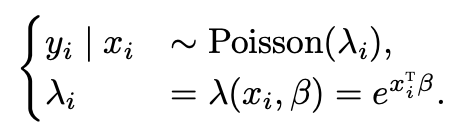 y_i | x_i ∼ Poisson(λ_i),
λ_i = λ(x_i, β) = e^{x_i^T β}.